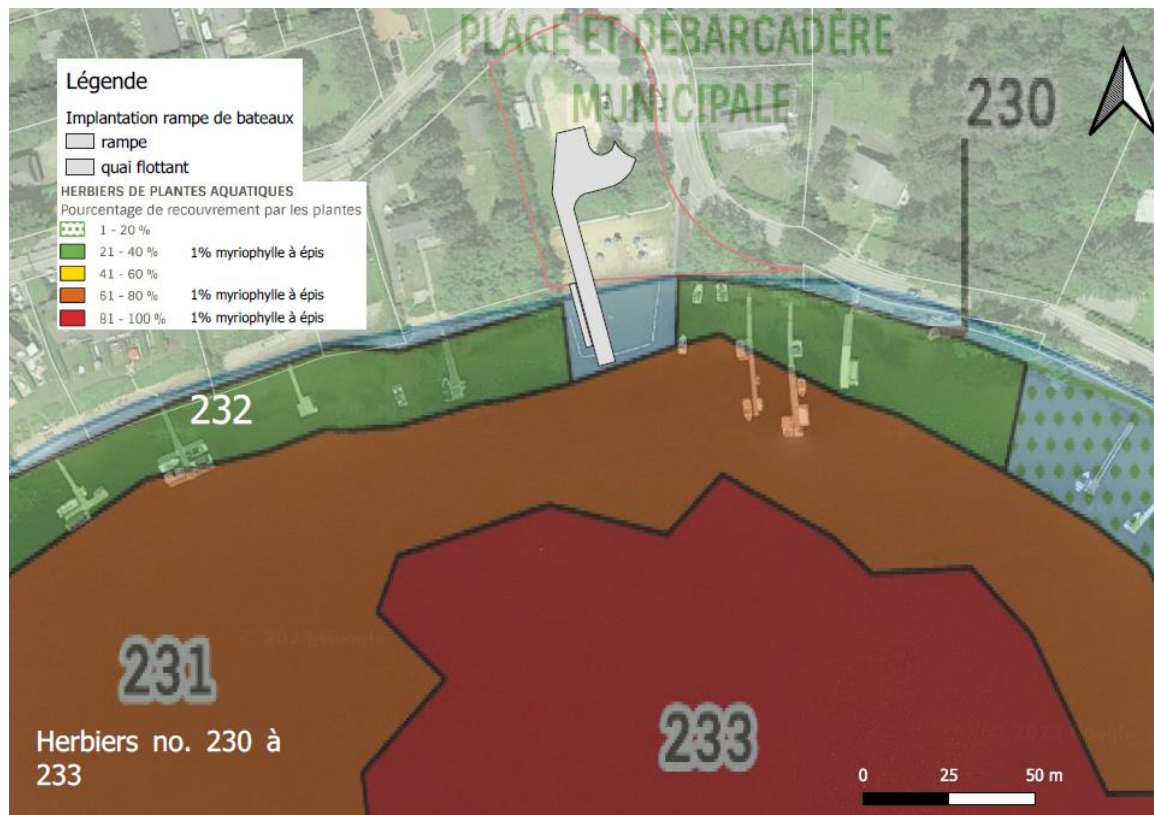 PLAGE ET DÉBARCADÈRE
MUNICIPALE
230
Légende
Implantation rampe de bateaux
rampe
quai flottant
HERBIERS DE PLANTES AQUATIQUES
Pourcentage de recouvrement par les plantes
1 - 20 %
21 - 40 % 1% myriophylle à épis
41 - 60 %
61 - 80 % 1% myriophylle à épis
81 - 100 % 1% myriophylle à épis
232
231
233
Herbiers no. 230 à
233
0 25 50 m